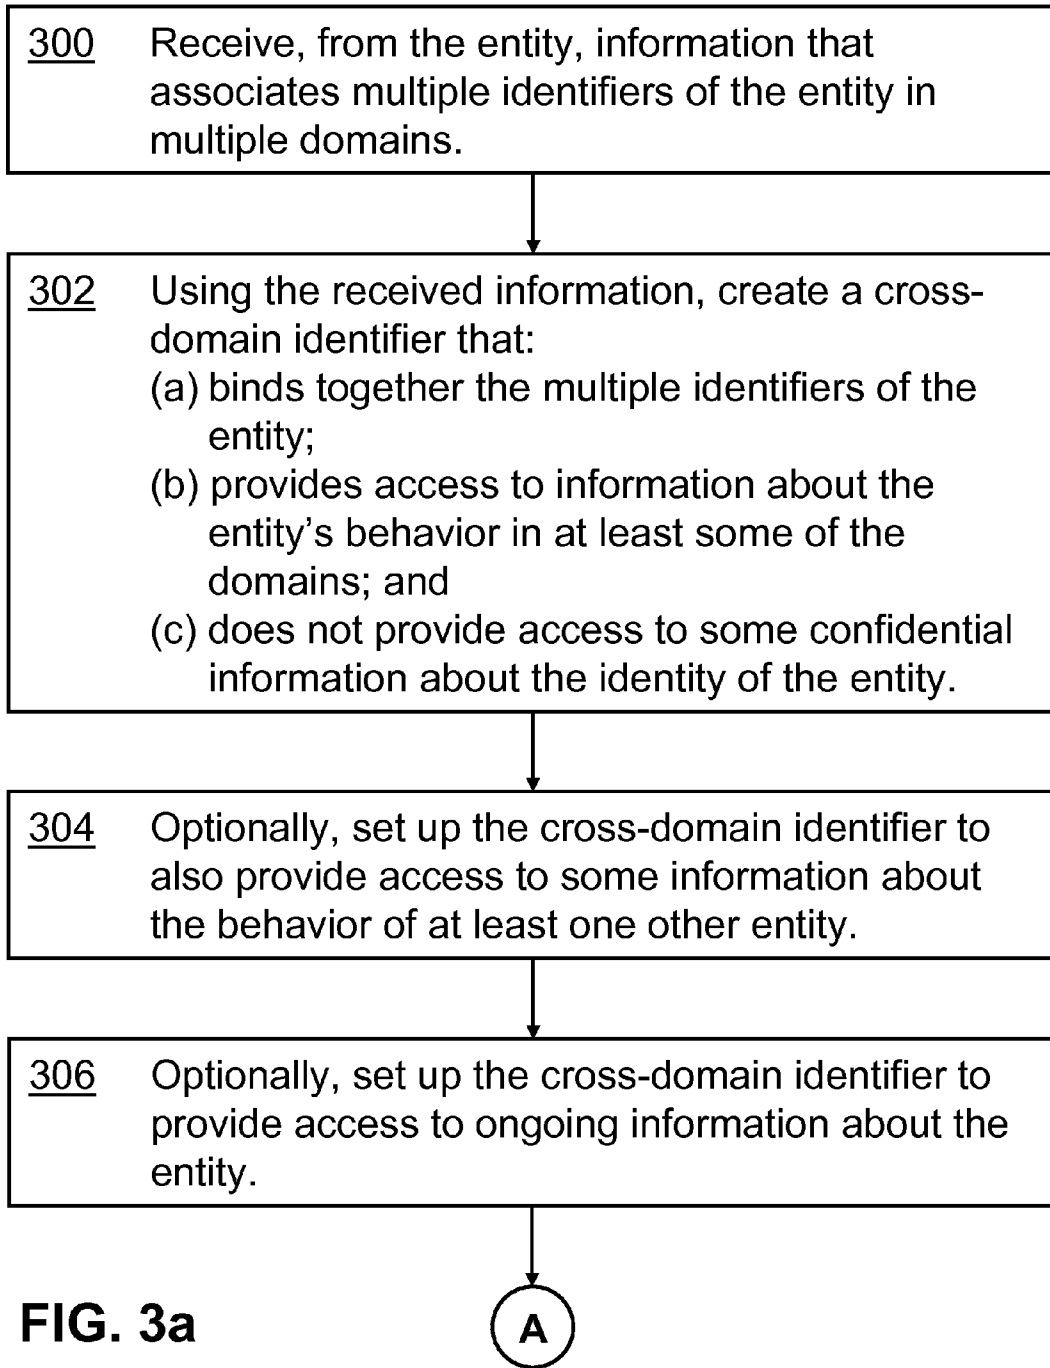 300 Receive, from the entity, information that
associates multiple identifiers of the entity in
multiple domains.
302 Using the received information, create a cross-
domain identifier that:
(a) binds together the multiple identifiers of the
entity;
(b) provides access to information about the
entity’s behavior in at least some of the
domains; and
(c) does not provide access to some confidential
information about the identity of the entity.
304 Optionally, set up the cross-domain identifier to
also provide access to some information about
the behavior of at least one other entity.
306 Optionally, set up the cross-domain identifier to
provide access to ongoing information about the
entity.
FIG. 3a
A